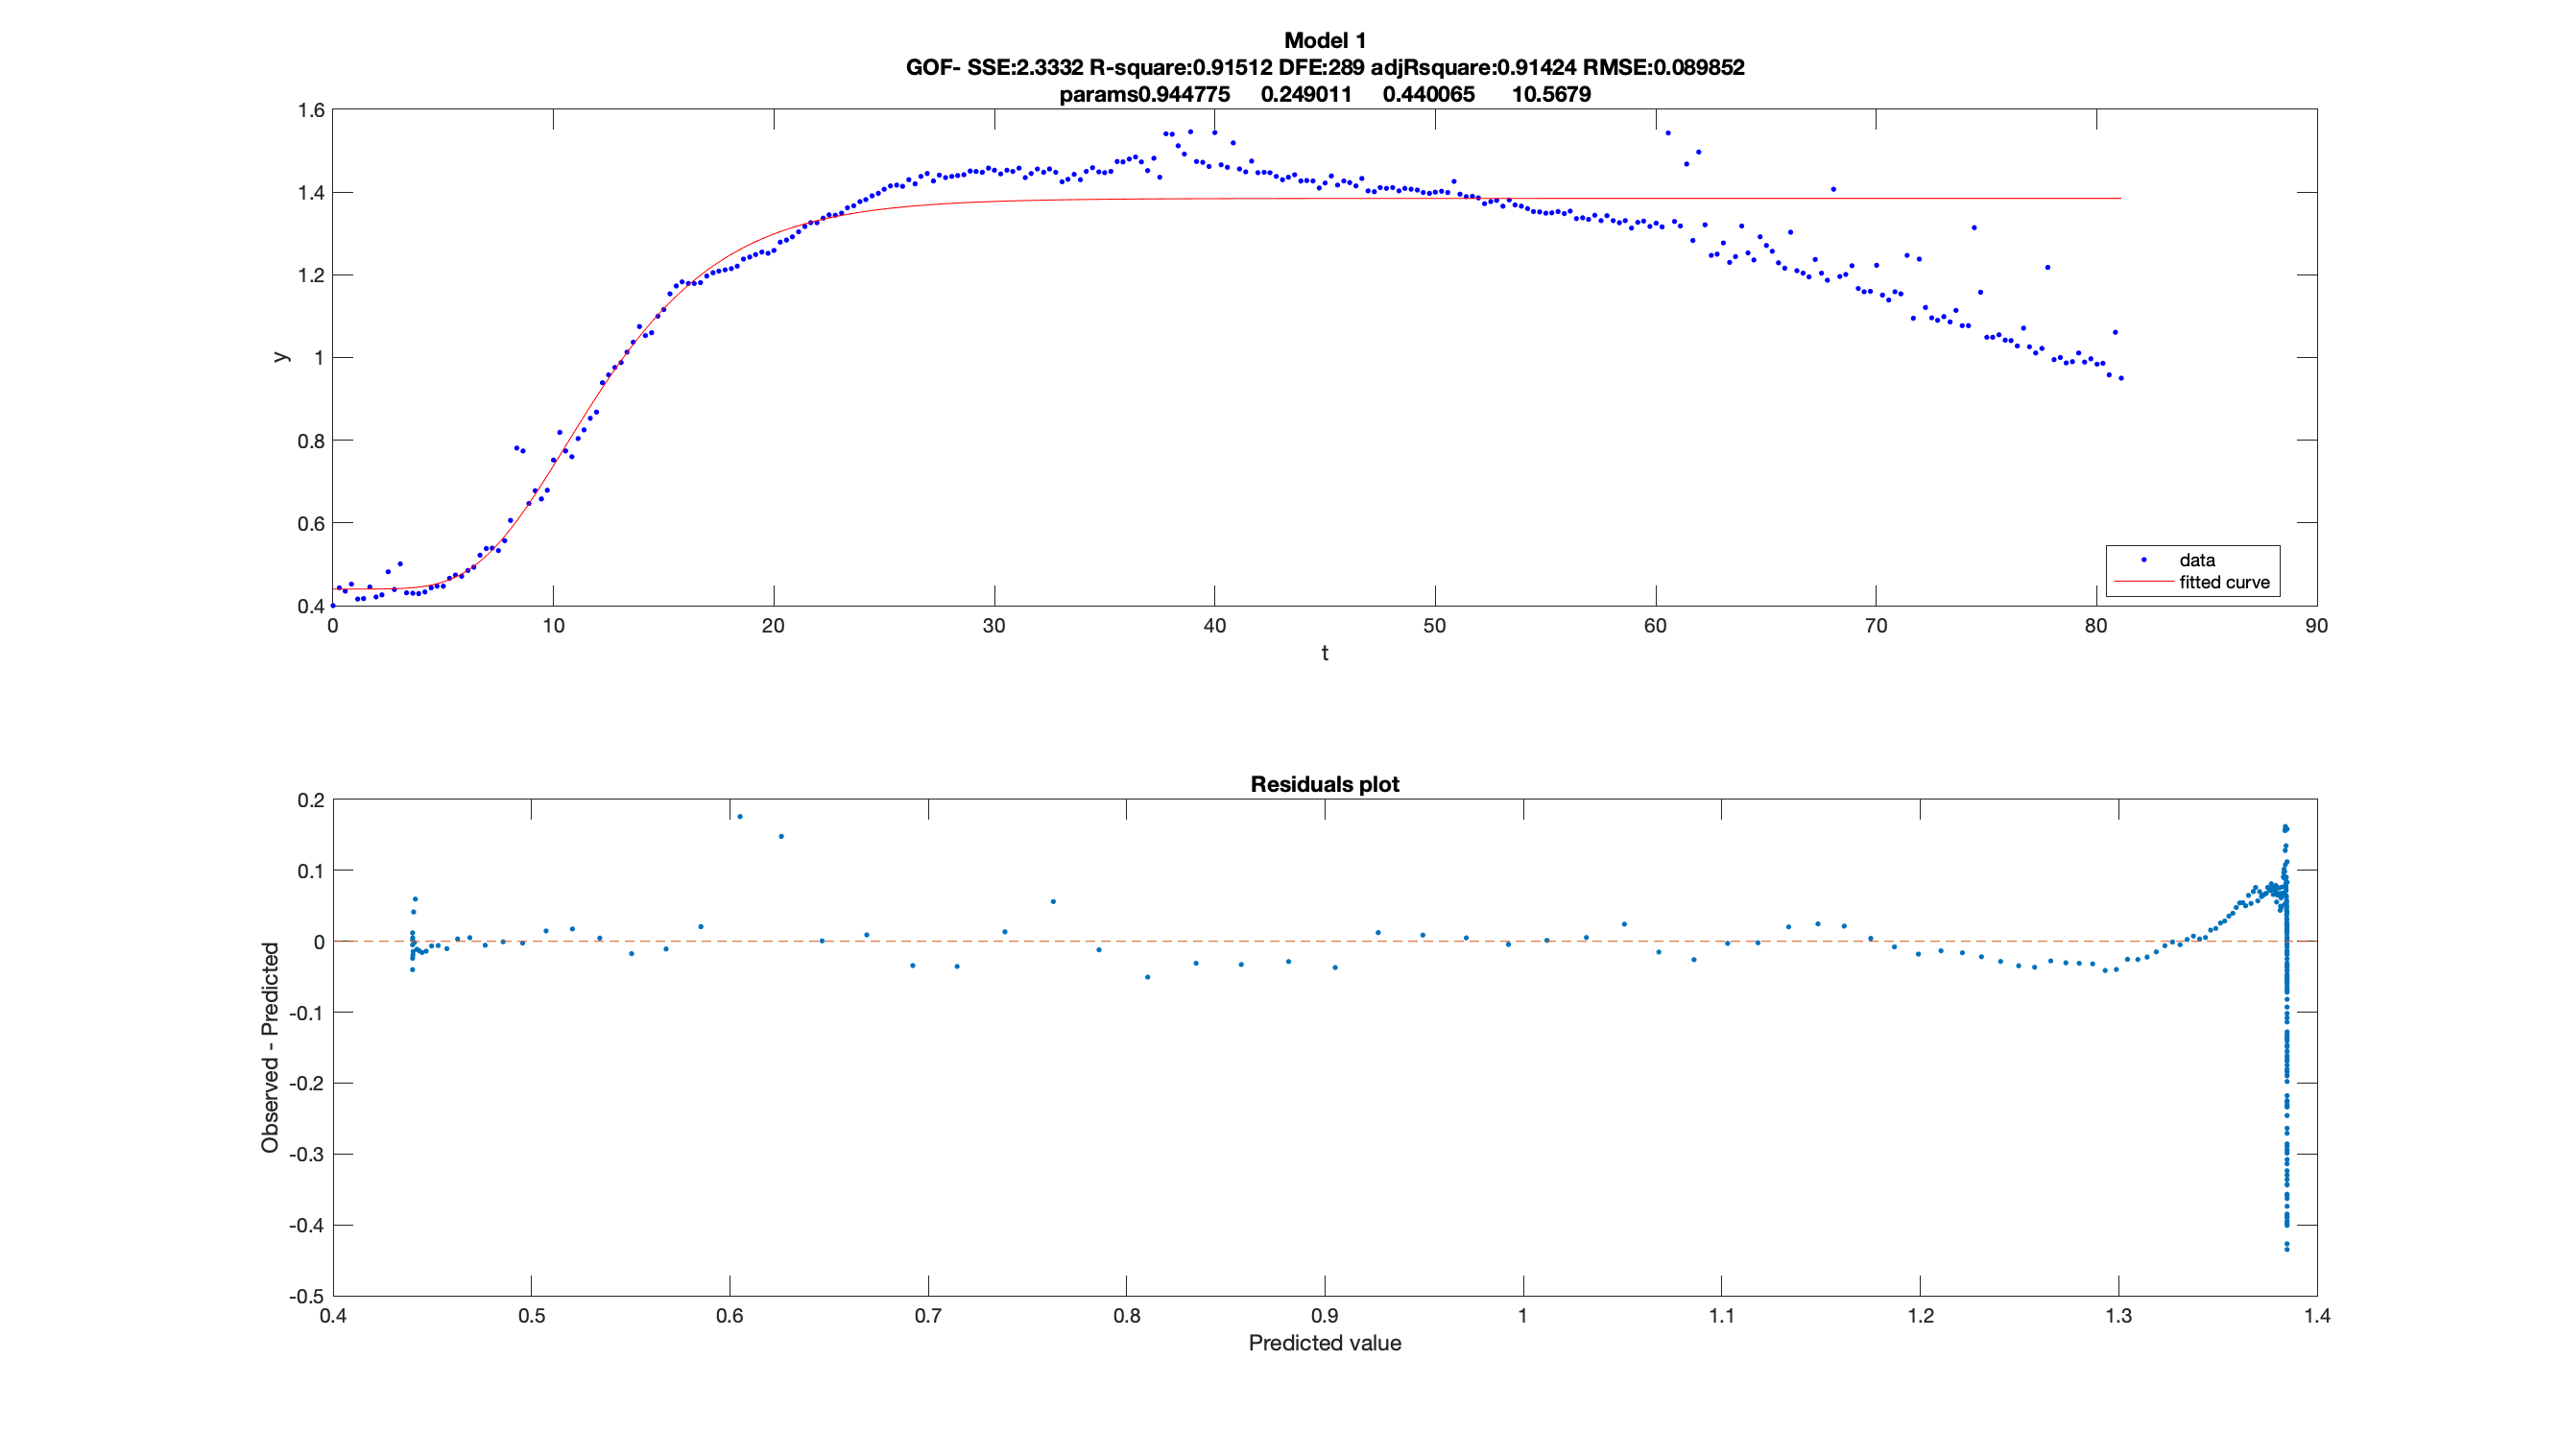 Model 1
GOF- SSE:2.3332 R-square:0.91512 DFE:289 adjRsquare:0.91424 RMSE:0.089852
params0.944775 0.249011 0.440065 10.5679
1.6
1.4
1.2
1
0.8
0.6
0.4
y
0 10 20 30 40 50 60 70 80 90
t
data
fitted curve
Residuals plot
0.2
0.1
0
-0.1
-0.2
-0.3
-0.4
-0.5
Observed - Predicted
0.4 0.5 0.6 0.7 0.8 0.9 1 1.1 1.2 1.3 1.4
Predicted value